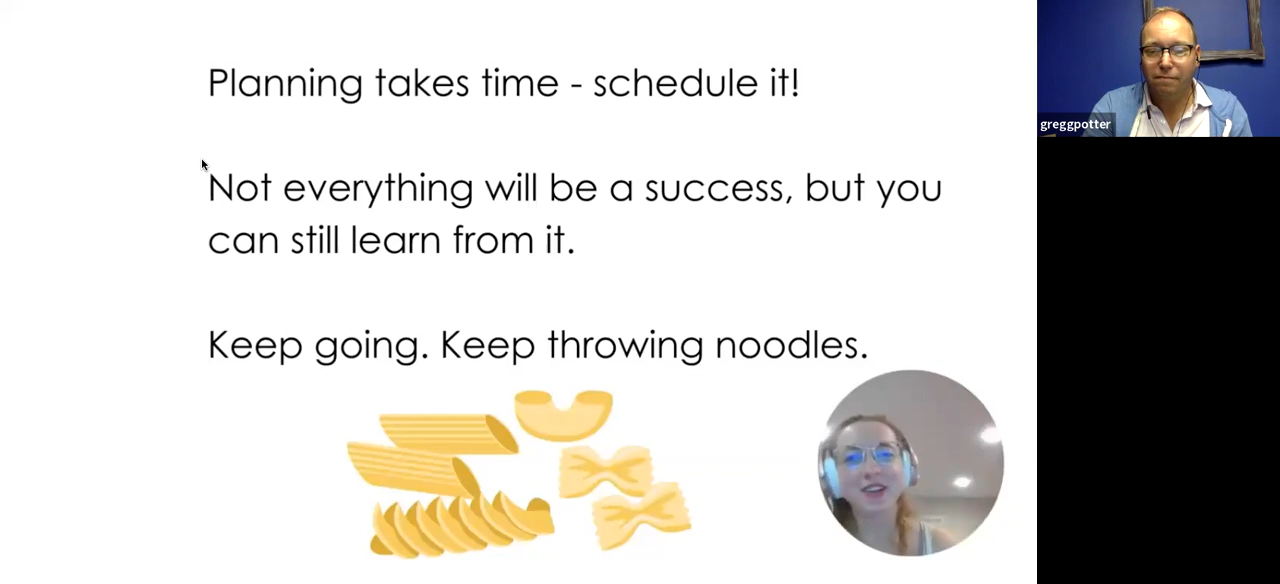 Planning takes time - schedule it!
Not everything will be a success, but you
can still learn from it.
Keep going. Keep throwing noodles.
greggpotter